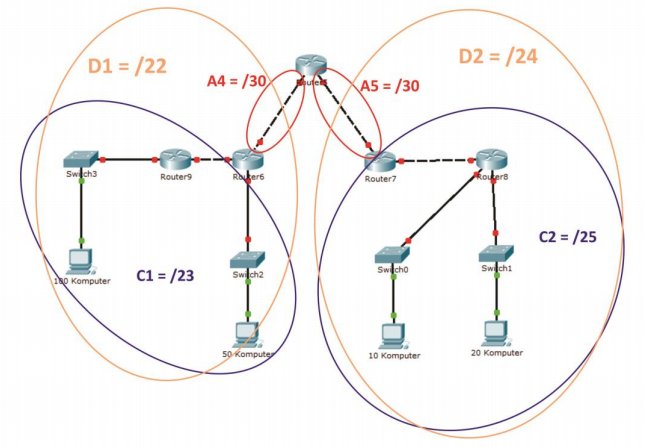 D1 = /22
D2 = /24
A4 = /30
A5 = /30
Switch3
Router9
Router6
Router7
Router8
C1 = /23
C2 = /25
Switch2
Switch0
Switch1
100 Komputer
50 Komputer
10 Komputer
20 Komputer